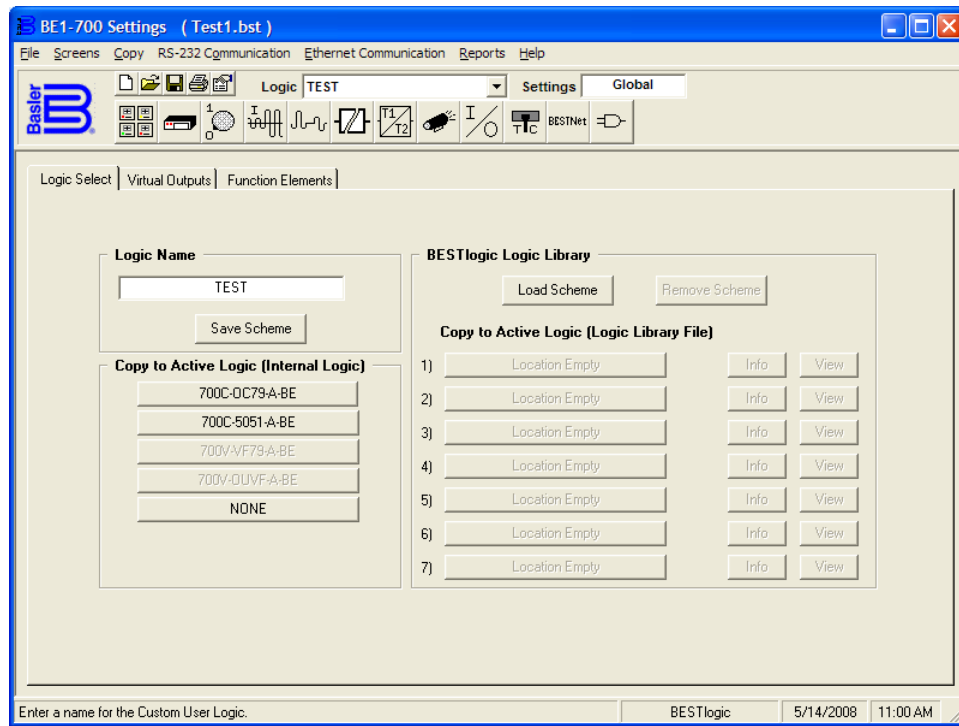 BE1-700 Settings ( Test1.bst )
File Screens Copy RS-232 Communication Ethernet Communication Reports Help
Basler
Logic TEST Settings Global
1 0 I T1 T2 I O T C BESTNet
Logic Select Virtual Outputs Function Elements
Logic Name
TEST
Save Scheme
Copy to Active Logic (Internal Logic)
700C-OC79-A-BE
700C-5051-A-BE
700V-VF79-A-BE
700V-OUVF-A-BE
NONE
BESTlogic Logic Library
Load Scheme Remove Scheme
Copy to Active Logic (Logic Library File)
1) Location Empty Info View
2) Location Empty Info View
3) Location Empty Info View
4) Location Empty Info View
5) Location Empty Info View
6) Location Empty Info View
7) Location Empty Info View
Enter a name for the Custom User Logic. BESTlogic 5/14/2008 11:00 AM